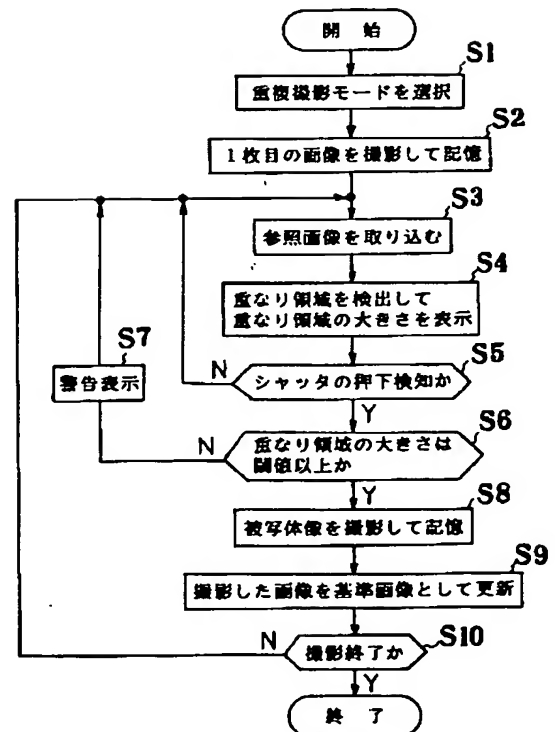 開 始
S1
重複撮影モードを選択
S2
1枚目の画像を撮影して記憶
S3
参照画像を取り込む
S4
重なり領域を検出して
重なり領域の大きさを表示
S7
警告表示
N
シャッタの押下検知か
S5
Y
N
重なり領域の大きさは
閾値以上か
S6
Y
S8
被写体像を撮影して記憶
S9
撮影した画像を基準画像として更新
N
撮影終了か
S10
Y
終 了